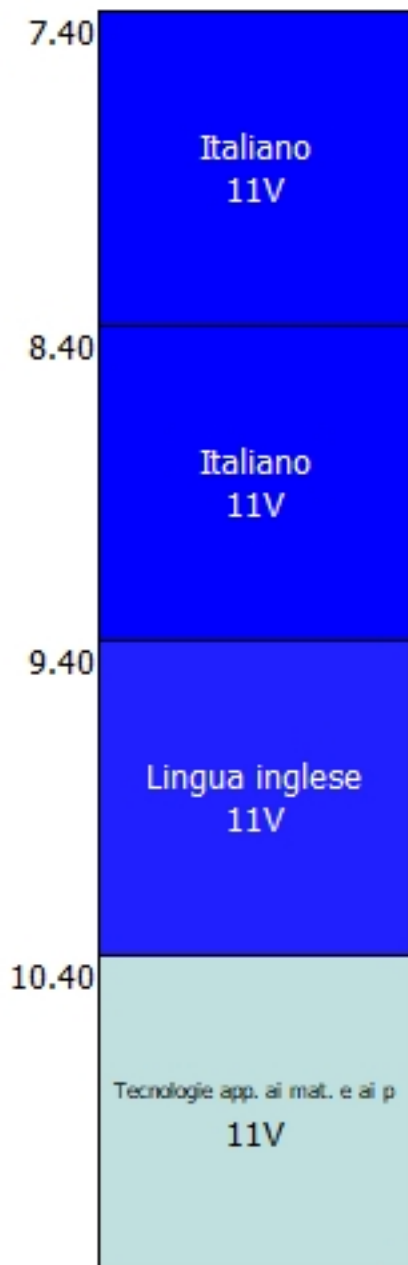 7.40
Italiano
11V
8.40
Italiano
11V
9.40
Lingua inglese
11V
10.40
Tecnologie app. ai mat. e ai p
11V